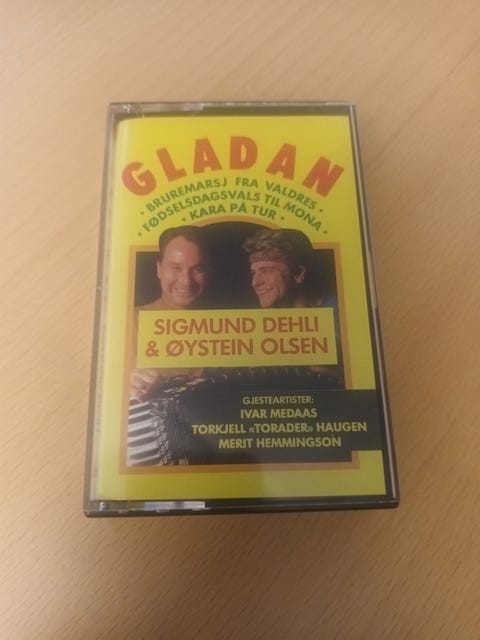 GLADAN
· BRUREMARSJ FRA VALDRES ·
· FØDSELSDAGSVALS TIL MONA ·
· KARA PÅ TUR ·
SIGMUND DEHLI
& ØYSTEIN OLSEN
GJESTEARTISTER:
IVAR MEDAAS
TORKJELL «TORADER» HAUGEN
MERIT HEMMINGSON